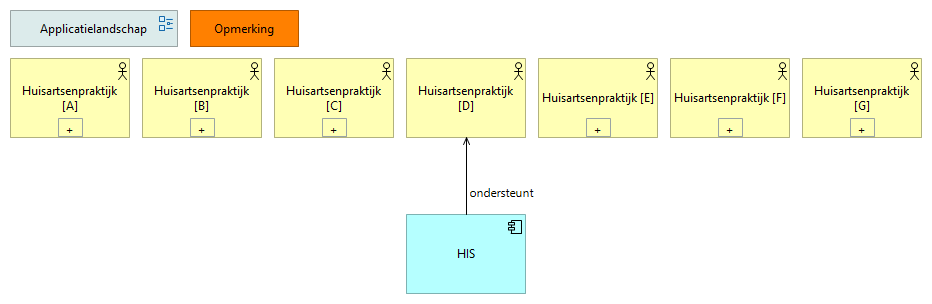 Applicatielandschap
Opmerking
Huisartsenpraktijk
[A]
+
Huisartsenpraktijk
[B]
+
Huisartsenpraktijk
[C]
+
Huisartsenpraktijk
[D]
Huisartsenpraktijk [E]
+
Huisartsenpraktijk [F]
+
Huisartsenpraktijk
[G]
+
ondersteunt
HIS